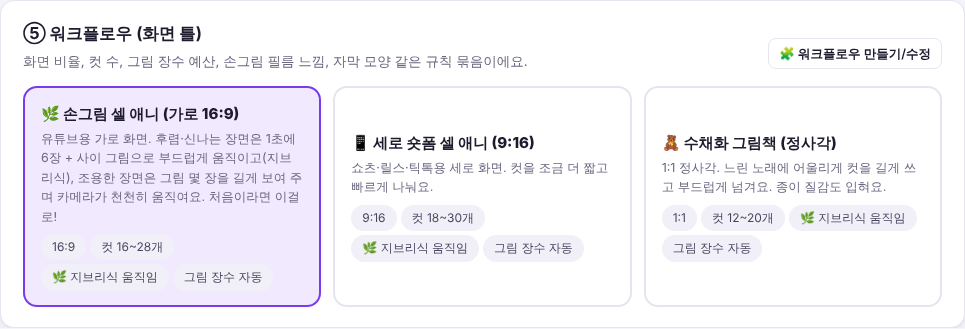 ⑤ 워크플로우 (화면 틀)
화면 비율, 컷 수, 그림 장수 예산, 손그림 필름 느낌, 자막 모양 같은 규칙 묶음이에요.
🧩 워크플로우 만들기/수정
🌿 손그림 셀 애니 (가로 16:9)
유튜브용 가로 화면. 후렴·신나는 장면은 1초에
6장 + 사이 그림으로 부드럽게 움직이고(지브
리식), 조용한 장면은 그림 몇 장을 길게 보여 주
며 카메라가 천천히 움직여요. 처음이라면 이걸
로!
16:9 컷 16~28개
🌿 지브리식 움직임 그림 장수 자동
📱 세로 숏폼 셀 애니 (9:16)
쇼츠·릴스·틱톡용 세로 화면. 컷을 조금 더 짧고
빠르게 나눠요.
9:16 컷 18~30개
🌿 지브리식 움직임 그림 장수 자동
🧸 수채화 그림책 (정사각)
1:1 정사각. 느린 노래에 어울리게 컷을 길게 쓰
고 부드럽게 넘겨요. 종이 질감도 입혀요.
1:1 컷 12~20개 🌿 지브리식 움직임
그림 장수 자동